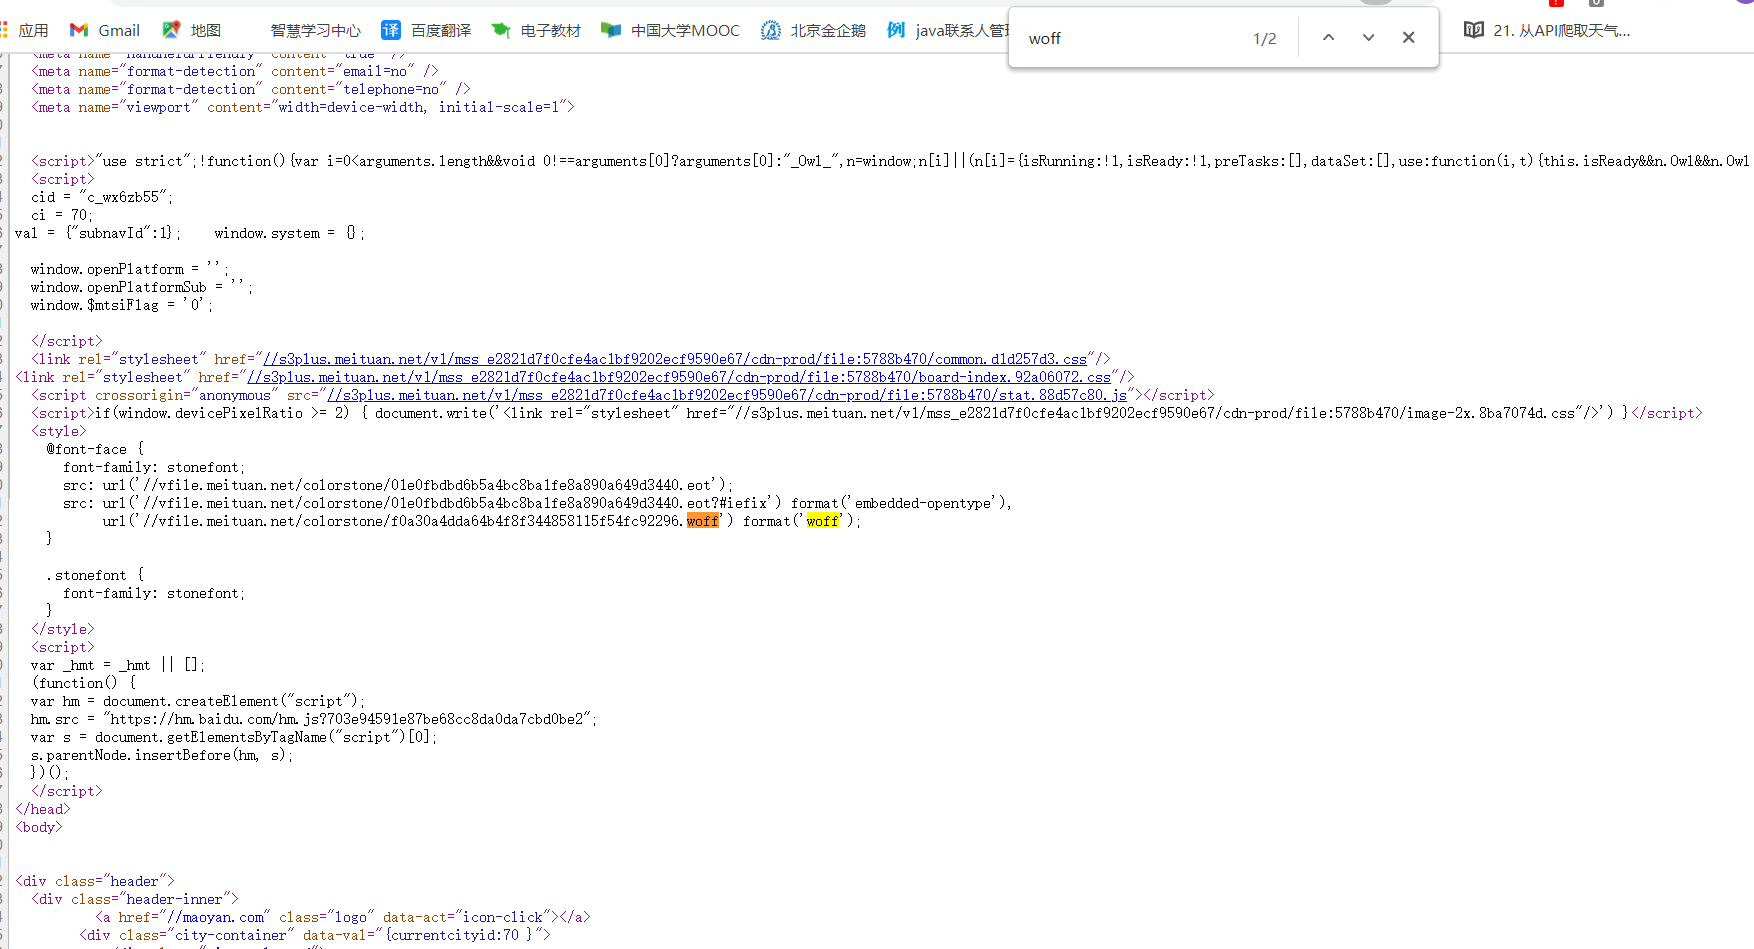 应用 Gmail 地图 智慧学习中心 译 百度翻译 电子教材 中国大学MOOC 北京金企鹅 例 java联系人管理 woff 1/2 21. 从API爬取天气...
<meta name="handheldfriendly" content="true" />
<meta name="format-detection" content="email=no" />
<meta name="format-detection" content="telephone=no" />
<meta name="viewport" content="width=device-width, initial-scale=1">
<script>"use strict";!function(){var i=0<arguments.length&&void 0!==arguments[0]?arguments[0]:"_Owl_",n=window;n[i]||(n[i]={isRunning:!1,isReady:!1,preTasks:[],dataSet:[],use:function(i,t){this.isReady&&n.Owl&&n.Owl
<script>
cid = "c_wx6zb55";
ci = 70;
val = {"subnavId":1};    window.system = {};
window.openPlatform = '';
window.openPlatformSub = '';
window.$mtsiFlag = '0';
</script>
<link rel="stylesheet" href="//s3plus.meituan.net/v1/mss_e2821d7f0cfe4ac1bf9202ecf9590e67/cdn-prod/file:5788b470/common.d1d257d3.css"/>
<link rel="stylesheet" href="//s3plus.meituan.net/v1/mss_e2821d7f0cfe4ac1bf9202ecf9590e67/cdn-prod/file:5788b470/board-index.92a06072.css"/>
<script crossorigin="anonymous" src="//s3plus.meituan.net/v1/mss_e2821d7f0cfe4ac1bf9202ecf9590e67/cdn-prod/file:5788b470/stat.88d57c80.js"></script>
<script>if(window.devicePixelRatio >= 2) { document.write('<link rel="stylesheet" href="//s3plus.meituan.net/v1/mss_e2821d7f0cfe4ac1bf9202ecf9590e67/cdn-prod/file:5788b470/image-2x.8ba7074d.css"/>') }</script>
<style>
@font-face {
font-family: stonefont;
src: url('//vfile.meituan.net/colorstone/01e0fbdbd6b5a4bc8ba1fe8a890a649d3440.eot');
src: url('//vfile.meituan.net/colorstone/01e0fbdbd6b5a4bc8ba1fe8a890a649d3440.eot?#iefix') format('embedded-opentype'),
url('//vfile.meituan.net/colorstone/f0a30a4dda64b4f8f344858115f54fc92296.woff') format('woff');
}
.stonefont {
font-family: stonefont;
}
</style>
<script>
var _hmt = _hmt || [];
(function() {
var hm = document.createElement("script");
hm.src = "https://hm.baidu.com/hm.js?703e94591e87be68cc8da0da7cbd0be2";
var s = document.getElementsByTagName("script")[0];
s.parentNode.insertBefore(hm, s);
})();
</script>
</head>
<body>
<div class="header">
<div class="header-inner">
<a href="//maoyan.com" class="logo" data-act="icon-click"></a>
<div class="city-container" data-val="{currentcityid:70 }">